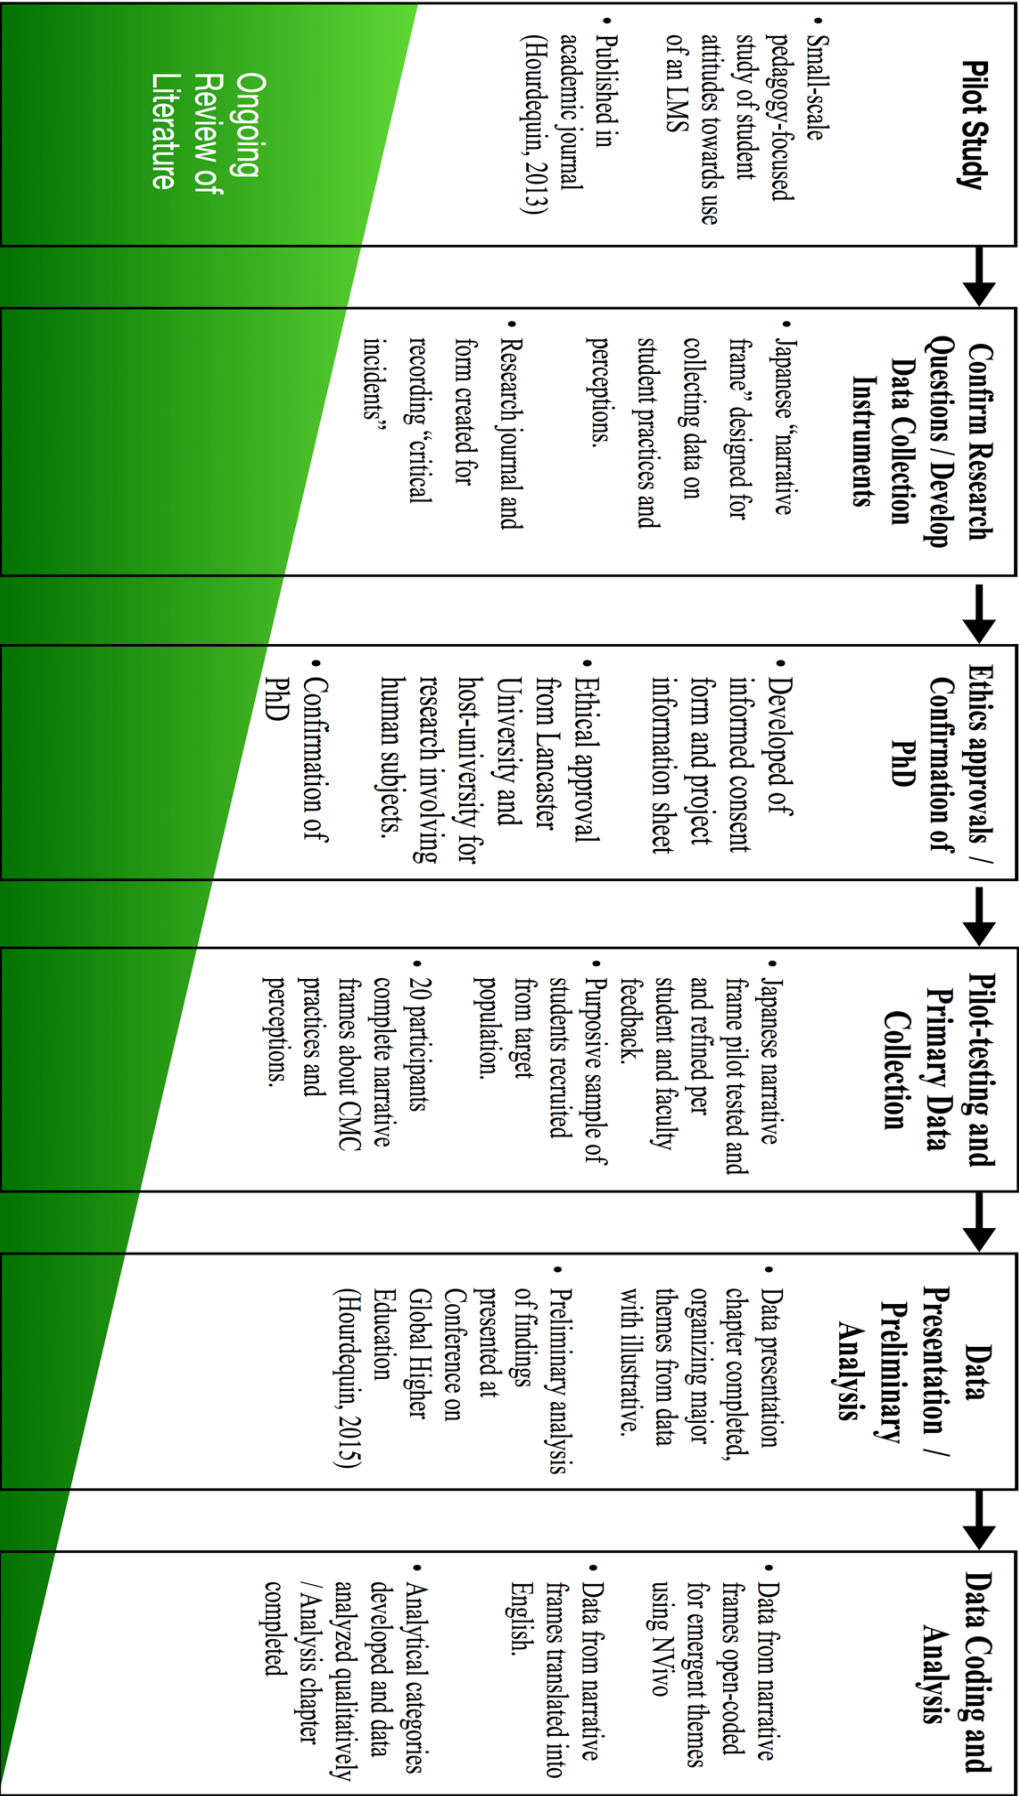 Pilot Study
• Small-scale
pedagogy-focused
study of student
attitudes towards use
of an LMS
• Published in
academic journal
(Hourdequin, 2013)
Ongoing
Review of
Literature
Confirm Research
Questions / Develop
Data Collection
Instruments
• Japanese “narrative
frame” designed for
collecting data on
student practices and
perceptions.
• Research journal and
form created for
recording “critical
incidents”
Ethics approvals /
Confirmation of
PhD
• Developed of
informed consent
form and project
information sheet
• Ethical approval
from Lancaster
University and
host-university for
research involving
human subjects.
• Confirmation of
PhD
Pilot-testing and
Primary Data
Collection
• Japanese narrative
frame pilot tested and
and refined per
student and faculty
feedback.
• Purposive sample of
students recruited
from target
population.
• 20 participants
complete narrative
frames about CMC
practices and
perceptions.
Data
Presentation /
Preliminary
Analysis
• Data presentation
chapter completed,
organizing major
themes from data
with illustrative.
• Preliminary analysis
of findings
presented at
Conference on
Global Higher
Education
(Hourdequin, 2015)
Data Coding and
Analysis
• Data from narrative
frames open-coded
for emergent themes
using NVivo
• Data from narrative
frames translated into
English.
• Analytical categories
developed and data
analyzed qualitatively
/ Analysis chapter
completed